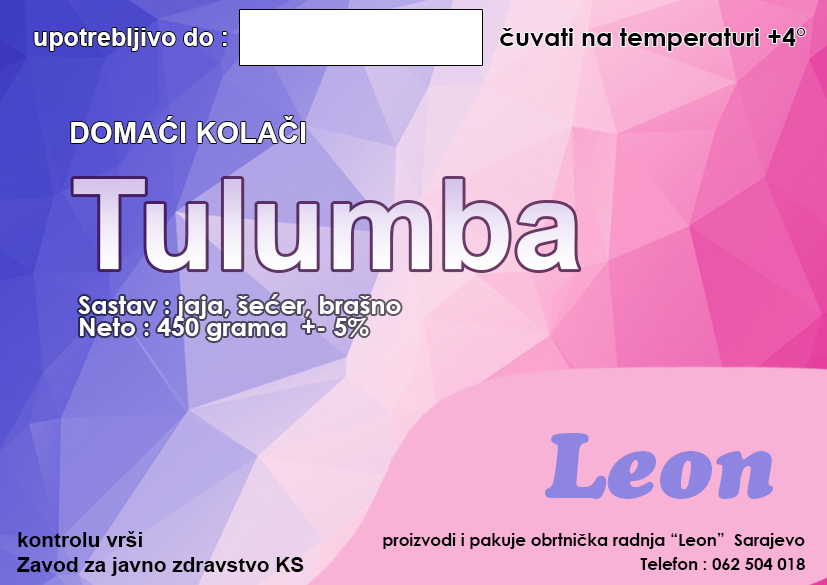 upotrebljivo do :
čuvati na temperaturi +4°
DOMAĆI KOLAČI
Tulumba
Sastav : jaja, šećer, brašno
Neto : 450 grama +- 5%
Leon
kontrolu vrši
Zavod za javno zdravstvo KS
proizvodi i pakuje obrtnička radnja “Leon” Sarajevo
Telefon : 062 504 018